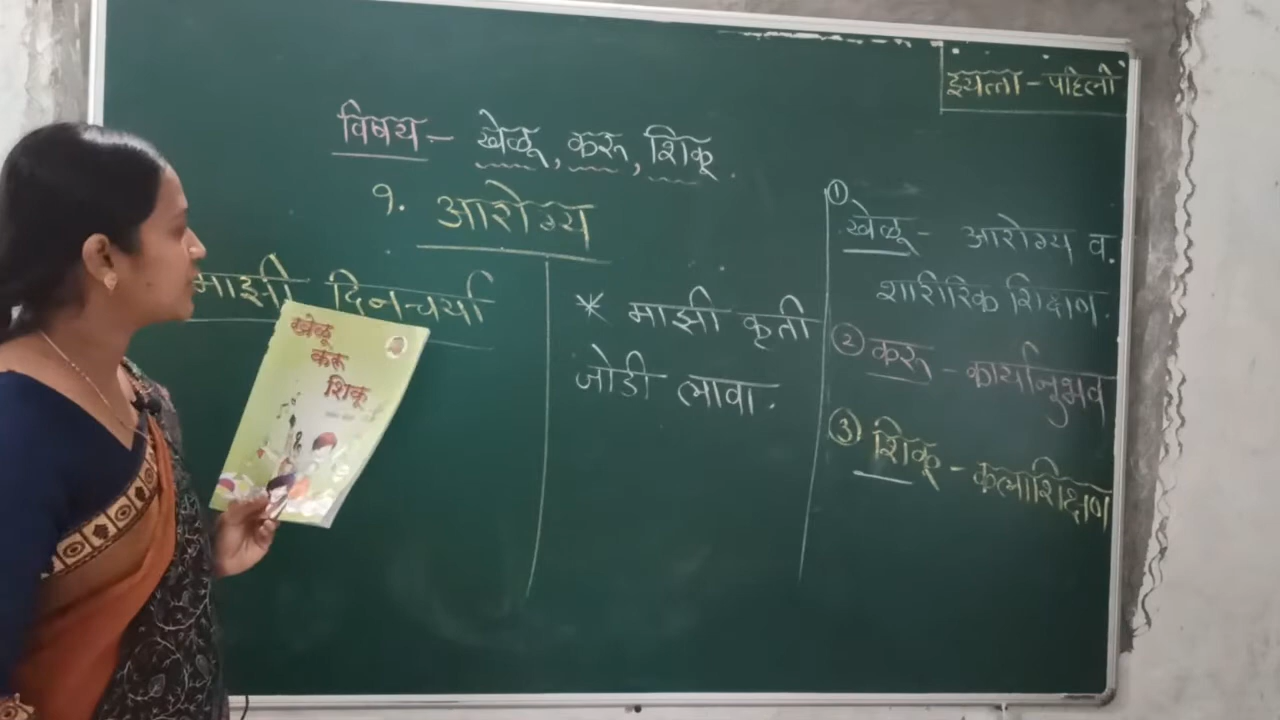 इयत्ता - पहिली
विषय - खेळू, करू, शिकू.
१. आरोग्य
माझी दिनचर्या
* माझी कृती
जोडी लावा.
① खेळू - आरोग्य व.
शारीरिक शिक्षण.
② करू - कार्यानुभव
③ शिकू - कलाशिक्षण
खेळू
करू
शिकू